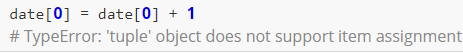 date[0] = date[0] + 1
# TypeError: 'tuple' object does not support item assignment